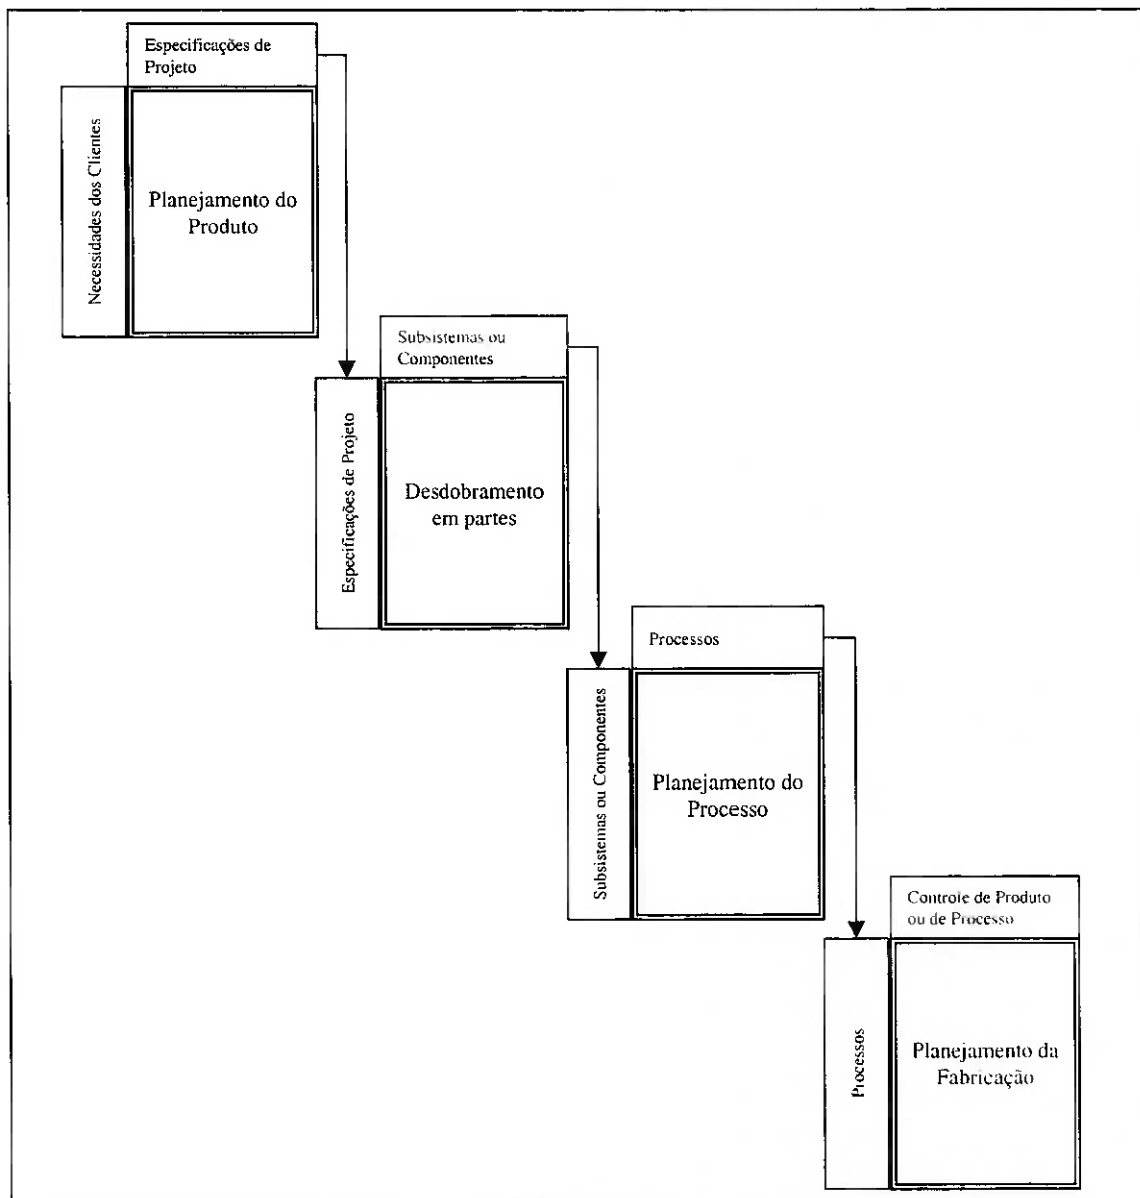 Especificações de
Projeto
Necessidades dos Clientes
Planejamento do
Produto
Subsistemas ou
Componentes
Especificações de Projeto
Desdobramento
em partes
Processos
Subsistemas ou Componentes
Planejamento do
Processo
Controle de Produto
ou de Processo
Processos
Planejamento da
Fabricação